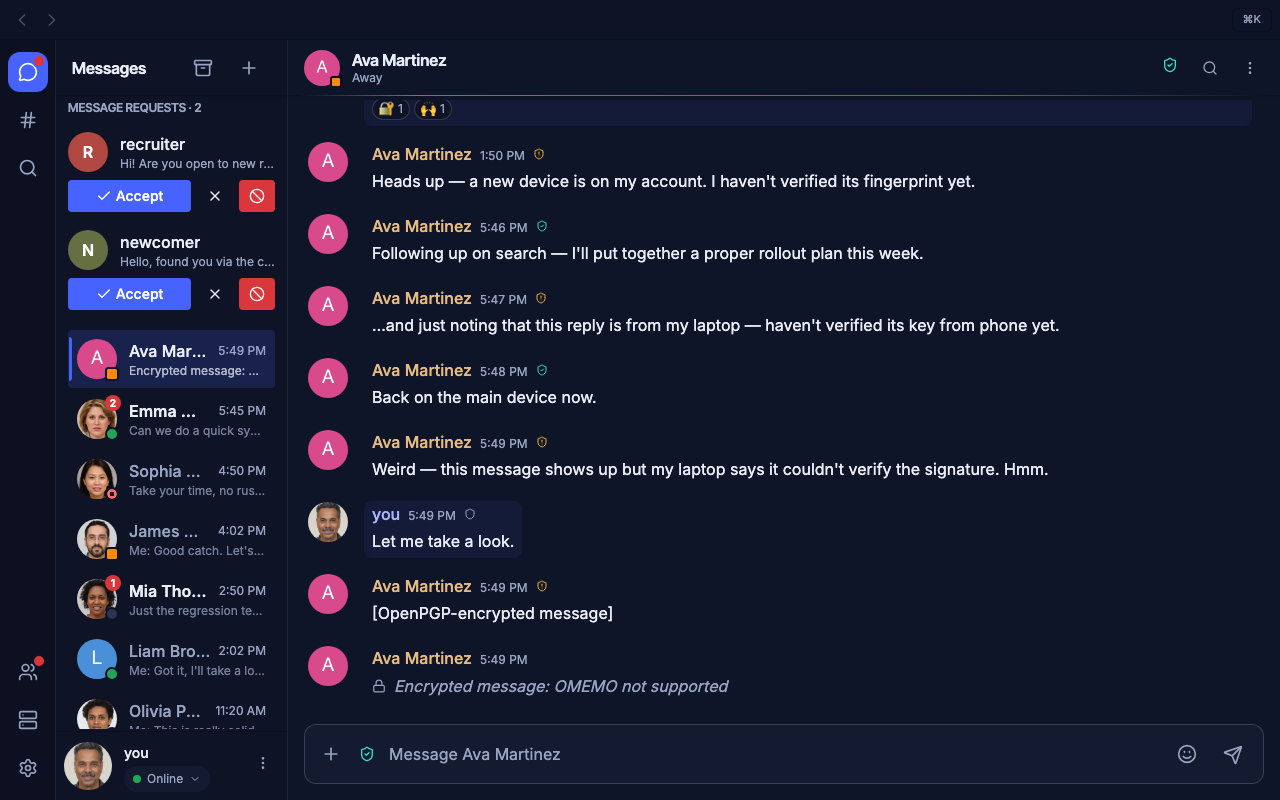 ⌘K
Messages
MESSAGE REQUESTS · 2
R
recruiter
Hi! Are you open to new r...
Accept
N
newcomer
Hello, found you via the c...
Accept
A
Ava Mar... 5:49 PM
Encrypted message: ...
2
Emma ... 5:45 PM
Can we do a quick sy...
Sophia ... 4:50 PM
Take your time, no rus...
James ... 4:02 PM
Me: Good catch. Let's...
1
Mia Tho... 2:50 PM
Just the regression te...
L
Liam Bro... 2:02 PM
Me: Got it, I'll take a lo...
Olivia P... 11:20 AM
you
Online
A
Ava Martinez
Away
1 1
A
Ava Martinez 1:50 PM
Heads up — a new device is on my account. I haven't verified its fingerprint yet.
A
Ava Martinez 5:46 PM
Following up on search — I'll put together a proper rollout plan this week.
A
Ava Martinez 5:47 PM
...and just noting that this reply is from my laptop — haven't verified its key from phone yet.
A
Ava Martinez 5:48 PM
Back on the main device now.
A
Ava Martinez 5:49 PM
Weird — this message shows up but my laptop says it couldn't verify the signature. Hmm.
you 5:49 PM
Let me take a look.
A
Ava Martinez 5:49 PM
[OpenPGP-encrypted message]
A
Ava Martinez 5:49 PM
Encrypted message: OMEMO not supported
Message Ava Martinez